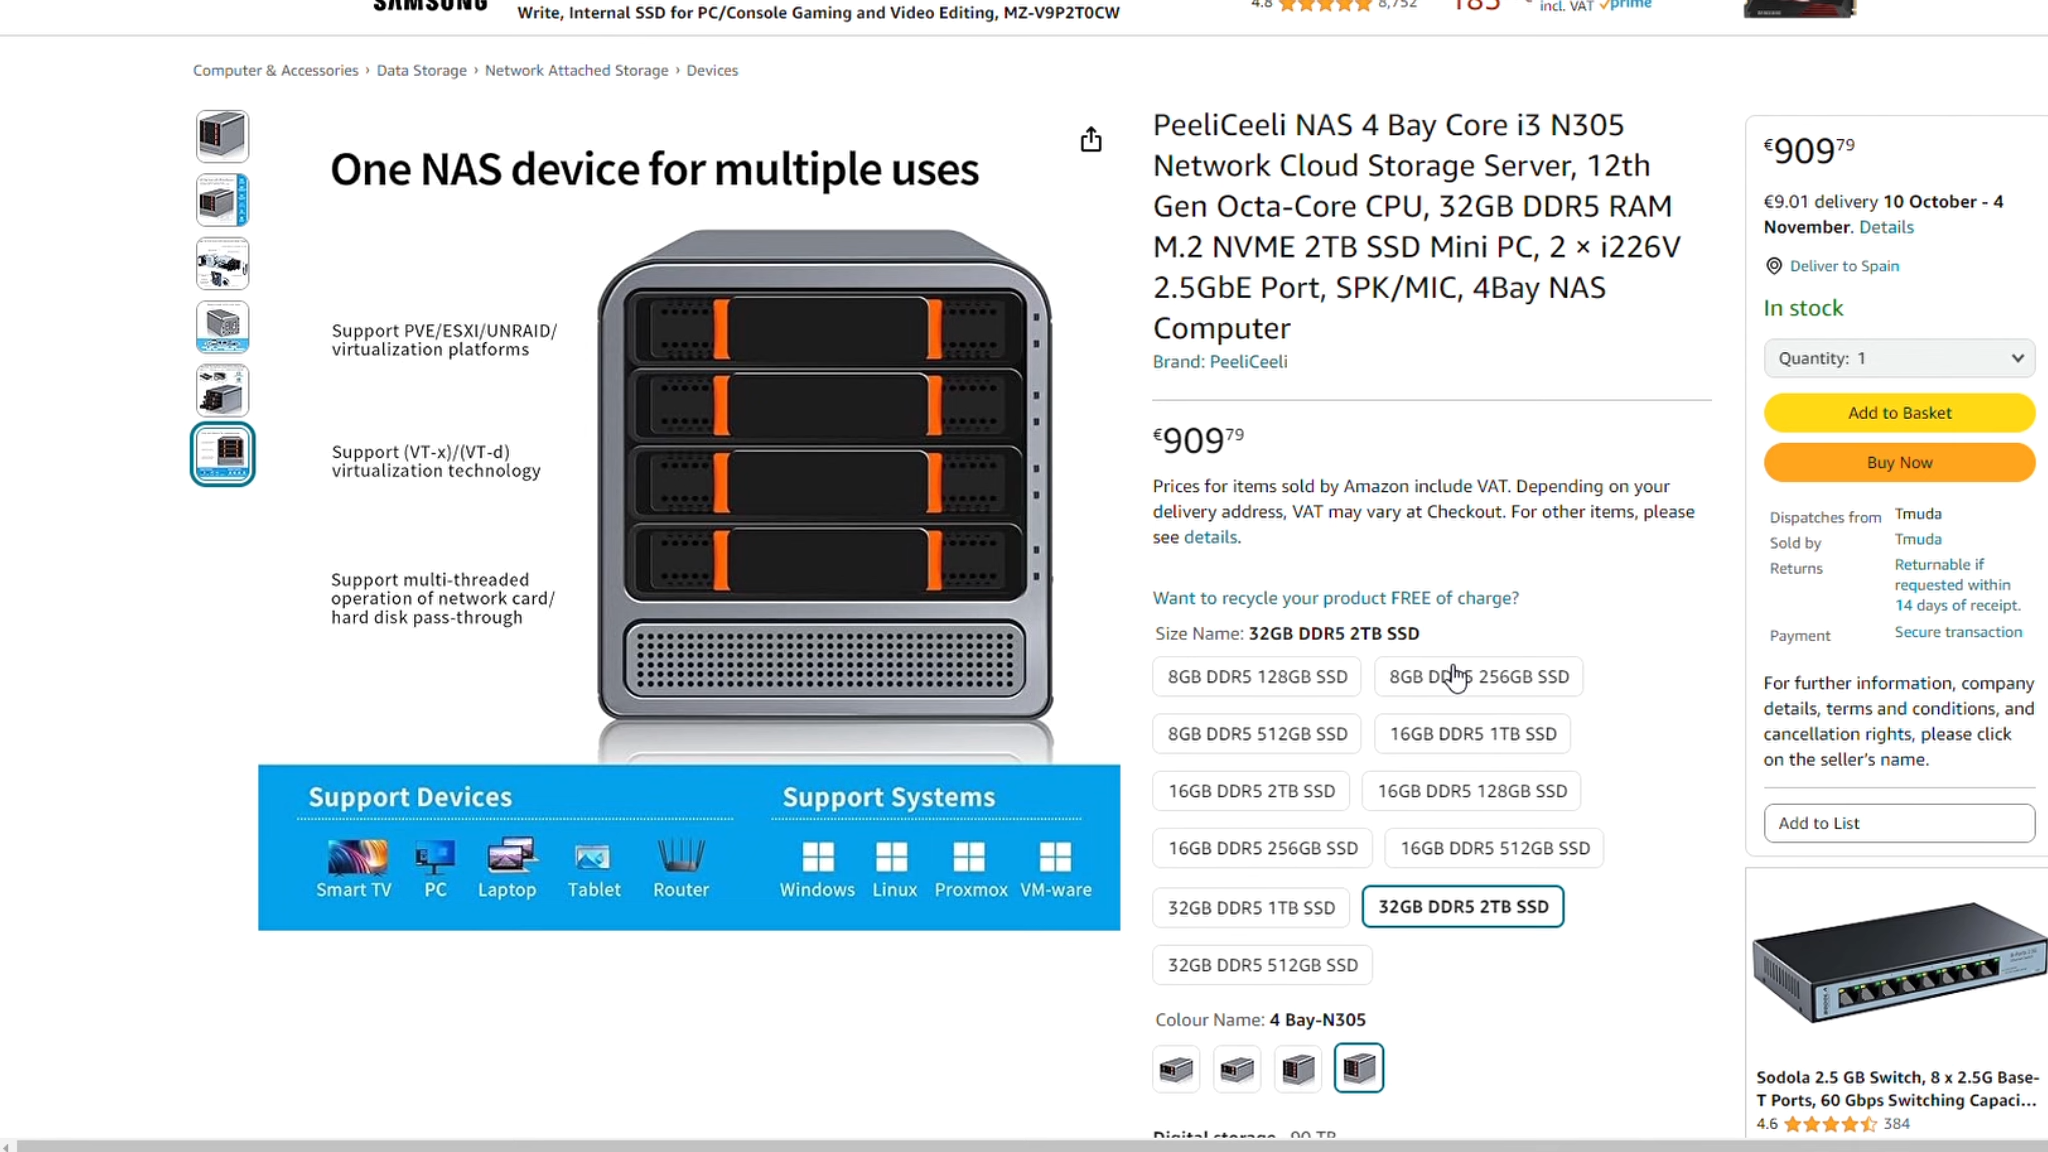 SAMSUNG
Write, Internal SSD for PC/Console Gaming and Video Editing, MZ-V9P2T0CW
4.8
8,752
185
€
incl. VAT
prime
Computer & Accessories › Data Storage › Network Attached Storage › Devices
One NAS device for multiple uses
Support PVE/ESXI/UNRAID/
virtualization platforms
Support (VT-x)/(VT-d)
virtualization technology
Support multi-threaded
operation of network card/
hard disk pass-through
Support Devices
Smart TV PC Laptop Tablet Router
Support Systems
Windows Linux Proxmox VM-ware
PeeliCeeli NAS 4 Bay Core i3 N305
Network Cloud Storage Server, 12th
Gen Octa-Core CPU, 32GB DDR5 RAM
M.2 NVME 2TB SSD Mini PC, 2 × i226V
2.5GbE Port, SPK/MIC, 4Bay NAS
Computer
Brand: PeeliCeeli
€90979
Prices for items sold by Amazon include VAT. Depending on your
delivery address, VAT may vary at Checkout. For other items, please
see details.
Want to recycle your product FREE of charge?
Size Name: 32GB DDR5 2TB SSD
8GB DDR5 128GB SSD
8GB DDR5 256GB SSD
8GB DDR5 512GB SSD
16GB DDR5 1TB SSD
16GB DDR5 2TB SSD
16GB DDR5 128GB SSD
16GB DDR5 256GB SSD
16GB DDR5 512GB SSD
32GB DDR5 1TB SSD
32GB DDR5 2TB SSD
32GB DDR5 512GB SSD
Colour Name: 4 Bay-N305
Digital storage 90 TB
€90979
€9.01 delivery 10 October - 4
November. Details
Deliver to Spain
In stock
Quantity: 1
Add to Basket
Buy Now
Dispatches from Tmuda
Sold by Tmuda
Returns Returnable if
requested within
14 days of receipt.
Payment Secure transaction
For further information, company
details, terms and conditions, and
cancellation rights, please click
on the seller's name.
Add to List
Sodola 2.5 GB Switch, 8 x 2.5G Base-
T Ports, 60 Gbps Switching Capaci...
4.6
384